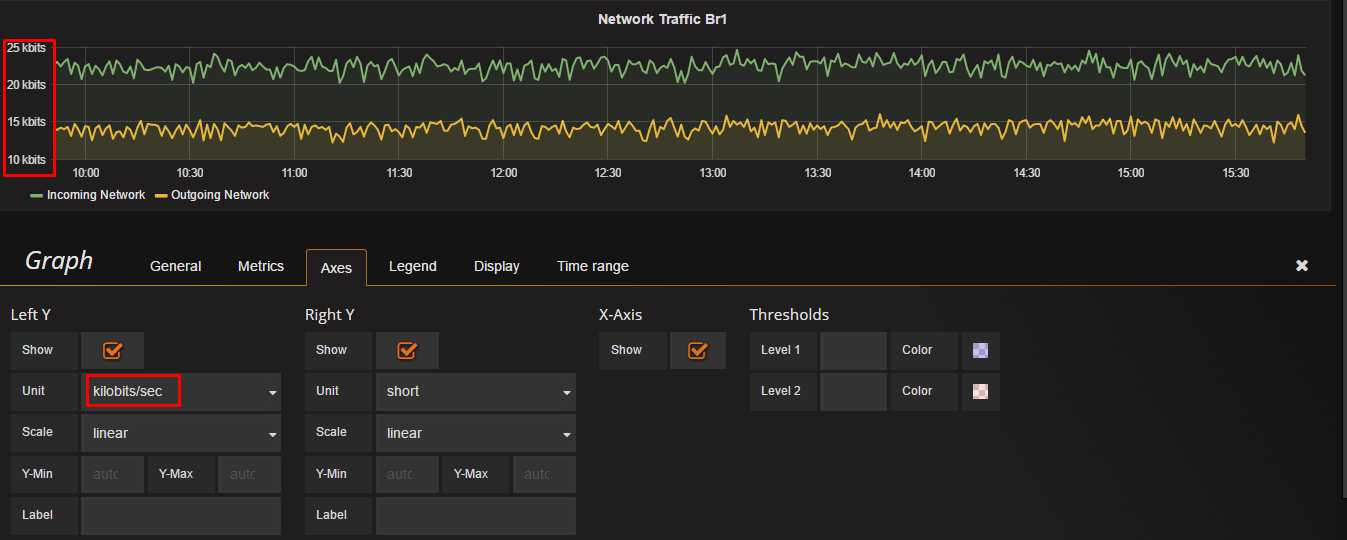 Network Traffic Br1
25 kbits
20 kbits
15 kbits
10 kbits
10:00 10:30 11:00 11:30 12:00 12:30 13:00 13:30 14:00 14:30 15:00 15:30
Incoming Network Outgoing Network
Graph General Metrics Axes Legend Display Time range
Left Y Right Y X-Axis Thresholds
Show Show Show Level 1 Color
Unit kilobits/sec Unit short Level 2 Color
Scale linear Scale linear
Y-Min auto Y-Max auto Y-Min auto Y-Max auto
Label Label